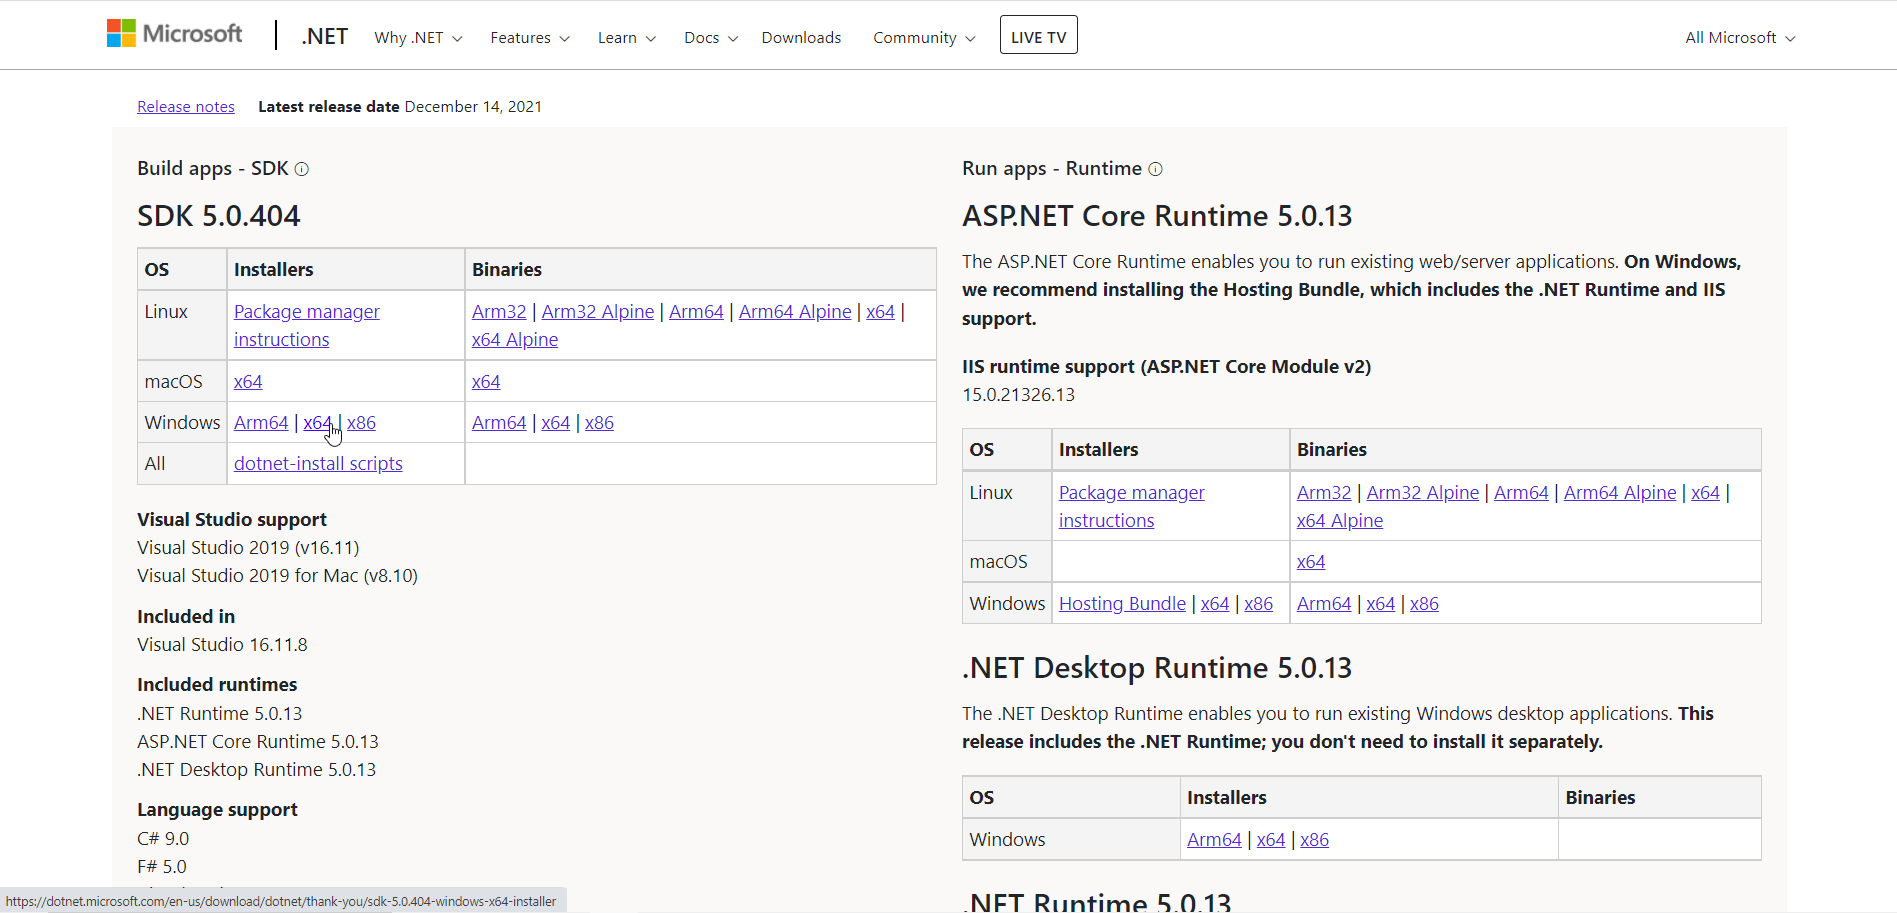 Microsoft | .NET Why .NET Features Learn Docs Downloads Community LIVE TV All Microsoft
Release notes Latest release date December 14, 2021
Build apps - SDK
SDK 5.0.404
OS Installers Binaries
Linux Package manager instructions Arm32 | Arm32 Alpine | Arm64 | Arm64 Alpine | x64 |
x64 Alpine
macOS x64 x64
Windows Arm64 | x64 | x86 Arm64 | x64 | x86
All dotnet-install scripts
Visual Studio support
Visual Studio 2019 (v16.11)
Visual Studio 2019 for Mac (v8.10)
Included in
Visual Studio 16.11.8
Included runtimes
.NET Runtime 5.0.13
ASP.NET Core Runtime 5.0.13
.NET Desktop Runtime 5.0.13
Language support
C# 9.0
F# 5.0
Run apps - Runtime
ASP.NET Core Runtime 5.0.13
The ASP.NET Core Runtime enables you to run existing web/server applications. On Windows,
we recommend installing the Hosting Bundle, which includes the .NET Runtime and IIS
support.
IIS runtime support (ASP.NET Core Module v2)
15.0.21326.13
OS Installers Binaries
Linux Package manager instructions Arm32 | Arm32 Alpine | Arm64 | Arm64 Alpine | x64 |
x64 Alpine
macOS x64
Windows Hosting Bundle | x64 | x86 Arm64 | x64 | x86
.NET Desktop Runtime 5.0.13
The .NET Desktop Runtime enables you to run existing Windows desktop applications. This
release includes the .NET Runtime; you don't need to install it separately.
OS Installers Binaries
Windows Arm64 | x64 | x86
.NET Runtime 5.0.13
https://dotnet.microsoft.com/en-us/download/dotnet/thank-you/sdk-5.0.404-windows-x64-installer